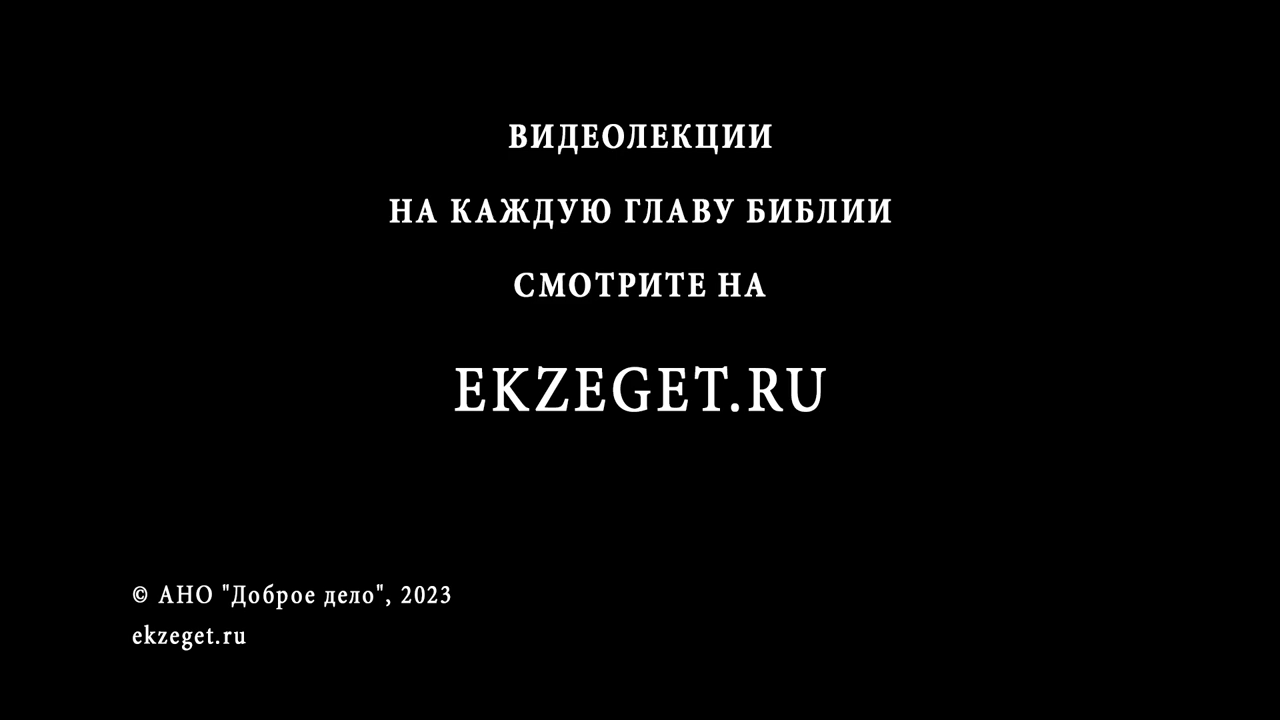 ВИДЕОЛЕКЦИИ
НА КАЖДУЮ ГЛАВУ БИБЛИИ
СМОТРИТЕ НА
EKZEGET.RU
© АНО "Доброе дело", 2023
ekzeget.ru